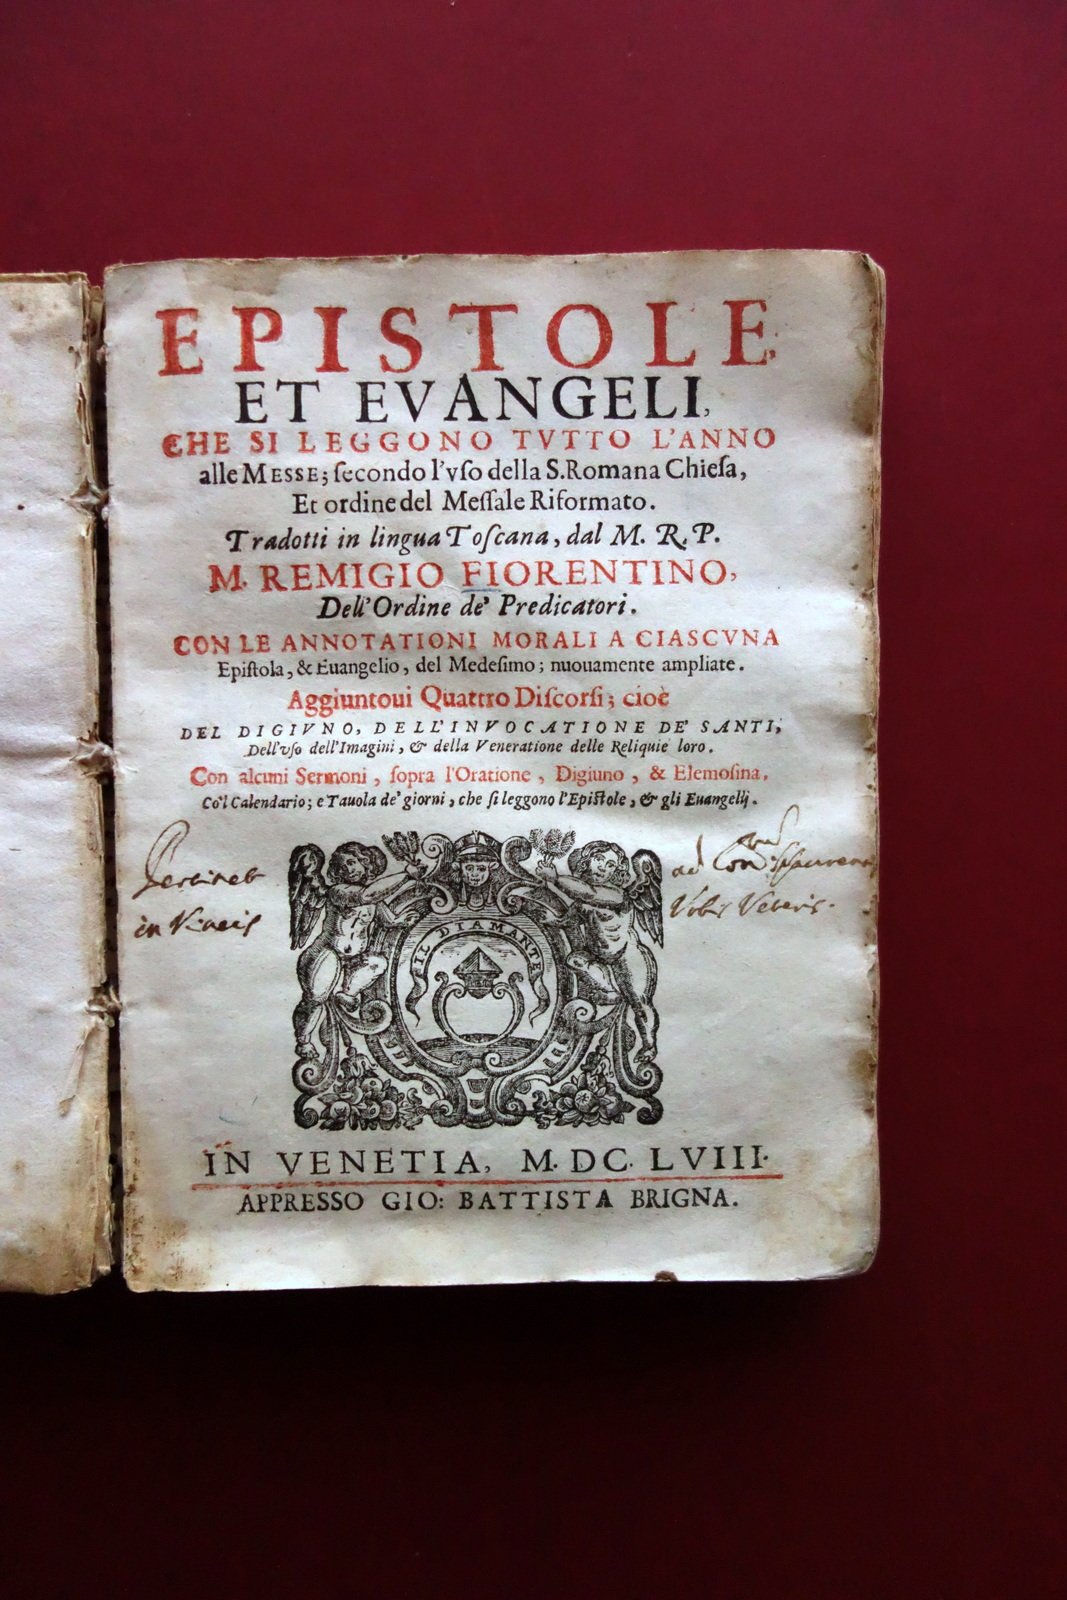 EPISTOLE,
ET EVANGELI,
CHE SI LEGGONO TVTTO L'ANNO
alle MESSE; ſecondo l'vſo della S. Romana Chieſa,
Et ordine del Meſſale Riformato.
Tradotti in lingua Toſcana, dal M. R. P.
M. REMIGIO FIORENTINO,
Dell'Ordine de' Predicatori.
CON LE ANNOTATIONI MORALI A CIASCVNA
Epiſtola, & Euangelio, del Medeſimo; nuouamente ampliate.
Aggiuntoui Quattro Diſcorſi; cioè
DEL DIGIVNO, DELL'INVOCATIONE DE' SANTI,
Dell'vſo dell'Imagini, & della Veneratione delle Reliquie loro.
Con alcuni Sermoni, ſopra l'Oratione, Digiuno, & Elemoſina,
Co'l Calendario; e Tauola de' giorni, che ſi leggono l'Epiſtole, & gli Euangelij.
Pertinet
ad
IL DIAMANTE
IN VENETIA, M. DC. LVIII.
APPRESSO GIO: BATTISTA BRIGNA.